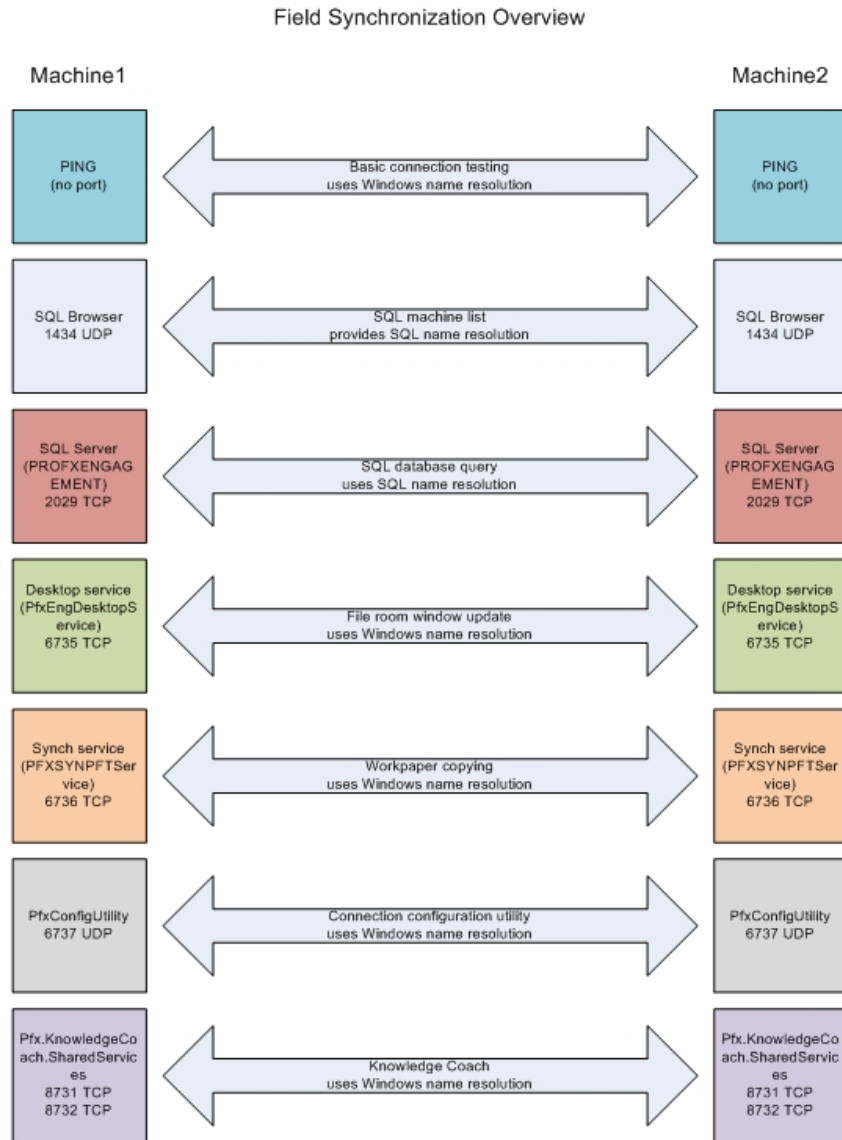 Field Synchronization Overview
Machine1
Machine2
PING
(no port)
Basic connection testing
uses Windows name resolution
PING
(no port)
SQL Browser
1434 UDP
SQL machine list
provides SQL name resolution
SQL Browser
1434 UDP
SQL Server
(PROFXENGAG
EMENT)
2029 TCP
SQL database query
uses SQL name resolution
SQL Server
(PROFXENGAG
EMENT)
2029 TCP
Desktop service
(PfxEngDesktopS
ervice)
6735 TCP
File room window update
uses Windows name resolution
Desktop service
(PfxEngDesktopS
ervice)
6735 TCP
Synch service
(PFXSYNPFTSer
vice)
6736 TCP
Workpaper copying
uses Windows name resolution
Synch service
(PFXSYNPFTSer
vice)
6736 TCP
PfxConfigUtility
6737 UDP
Connection configuration utility
uses Windows name resolution
PfxConfigUtility
6737 UDP
Pfx.KnowledgeCo
ach.SharedServic
es
8731 TCP
8732 TCP
Knowledge Coach
uses Windows name resolution
Pfx.KnowledgeCo
ach.SharedServic
es
8731 TCP
8732 TCP